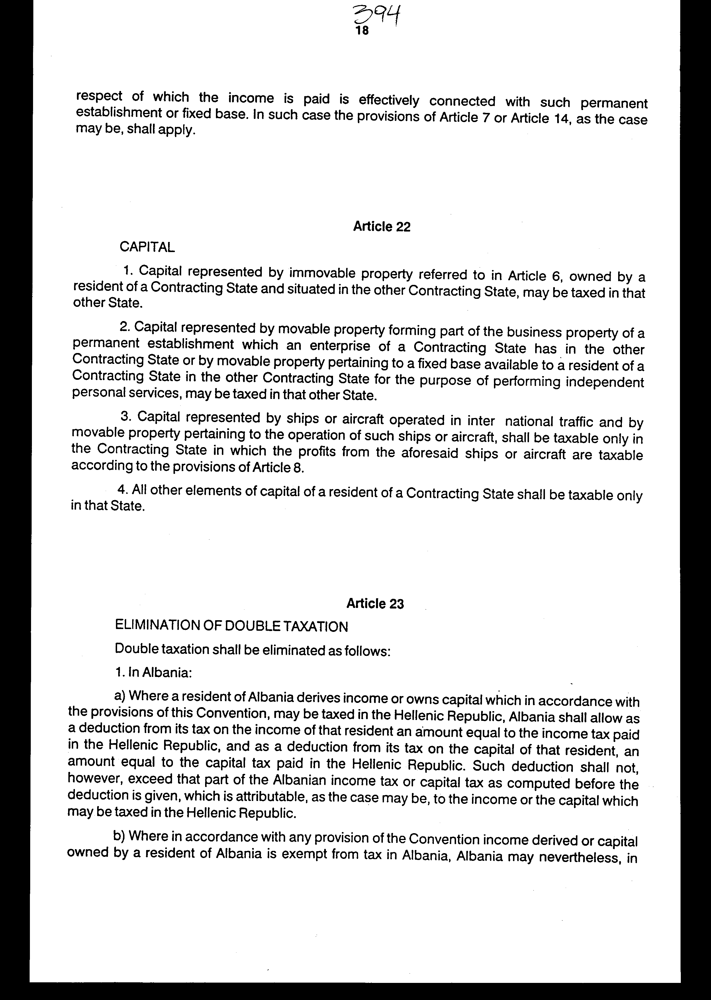 394
18
respect of which the income is paid is effectively connected with such permanent
establishment or fixed base. In such case the provisions of Article 7 or Article 14, as the case
may be, shall apply.
Article 22
CAPITAL
1. Capital represented by immovable property referred to in Article 6, owned by a
resident of a Contracting State and situated in the other Contracting State, may be taxed in that
other State.
2. Capital represented by movable property forming part of the business property of a
permanent establishment which an enterprise of a Contracting State has in the other
Contracting State or by movable property pertaining to a fixed base available to a resident of a
Contracting State in the other Contracting State for the purpose of performing independent
personal services, may be taxed in that other State.
3. Capital represented by ships or aircraft operated in inter national traffic and by
movable property pertaining to the operation of such ships or aircraft, shall be taxable only in
the Contracting State in which the profits from the aforesaid ships or aircraft are taxable
according to the provisions of Article 8.
4. All other elements of capital of a resident of a Contracting State shall be taxable only
in that State.
Article 23
ELIMINATION OF DOUBLE TAXATION
Double taxation shall be eliminated as follows:
1. In Albania:
a) Where a resident of Albania derives income or owns capital which in accordance with
the provisions of this Convention, may be taxed in the Hellenic Republic, Albania shall allow as
a deduction from its tax on the income of that resident an amount equal to the income tax paid
in the Hellenic Republic, and as a deduction from its tax on the capital of that resident, an
amount equal to the capital tax paid in the Hellenic Republic. Such deduction shall not,
however, exceed that part of the Albanian income tax or capital tax as computed before the
deduction is given, which is attributable, as the case may be, to the income or the capital which
may be taxed in the Hellenic Republic.
b) Where in accordance with any provision of the Convention income derived or capital
owned by a resident of Albania is exempt from tax in Albania, Albania may nevertheless, in